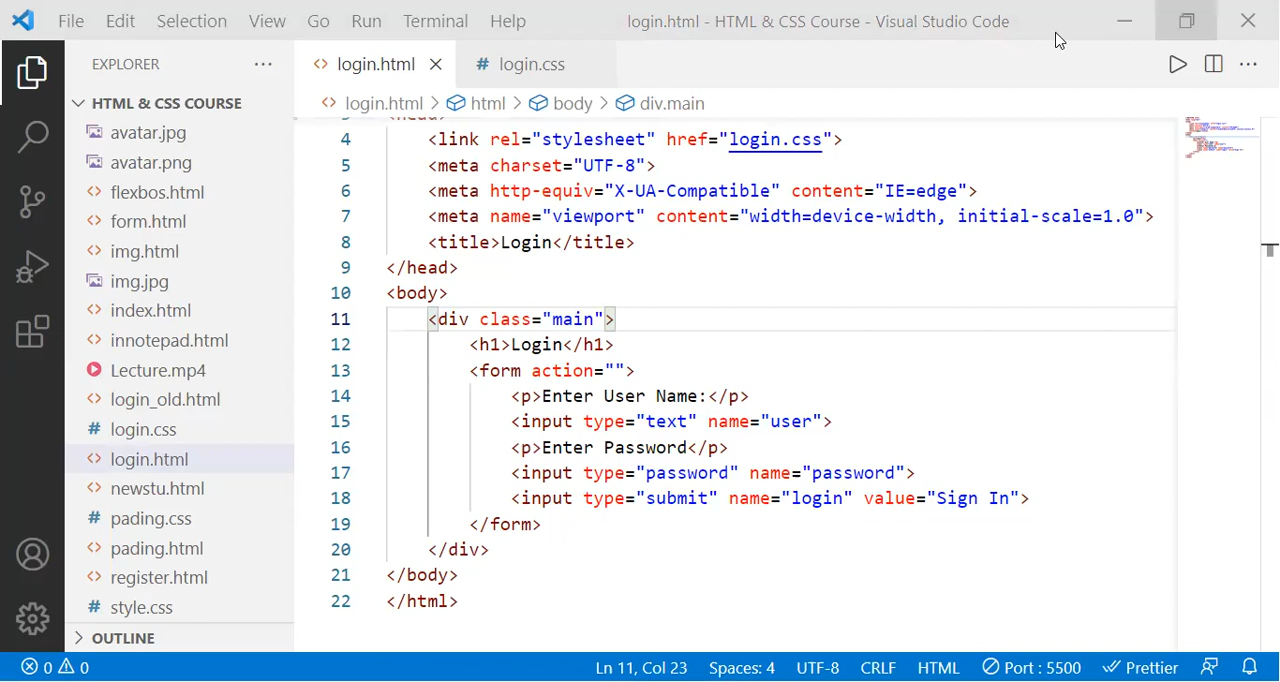 File Edit Selection View Go Run Terminal Help login.html - HTML & CSS Course - Visual Studio Code
EXPLORER
HTML & CSS COURSE
avatar.jpg
avatar.png
flexbos.html
form.html
img.html
img.jpg
index.html
innotepad.html
Lecture.mp4
login_old.html
login.css
login.html
newstu.html
pading.css
pading.html
register.html
style.css
OUTLINE
login.html login.css
login.html > html > body > div.main
3 <head>
4 <link rel="stylesheet" href="login.css">
5 <meta charset="UTF-8">
6 <meta http-equiv="X-UA-Compatible" content="IE=edge">
7 <meta name="viewport" content="width=device-width, initial-scale=1.0">
8 <title>Login</title>
9 </head>
10 <body>
11 <div class="main">
12 <h1>Login</h1>
13 <form action="">
14 <p>Enter User Name:</p>
15 <input type="text" name="user">
16 <p>Enter Password</p>
17 <input type="password" name="password">
18 <input type="submit" name="login" value="Sign In">
19 </form>
20 </div>
21 </body>
22 </html>
0 0 Ln 11, Col 23 Spaces: 4 UTF-8 CRLF HTML Port : 5500 Prettier